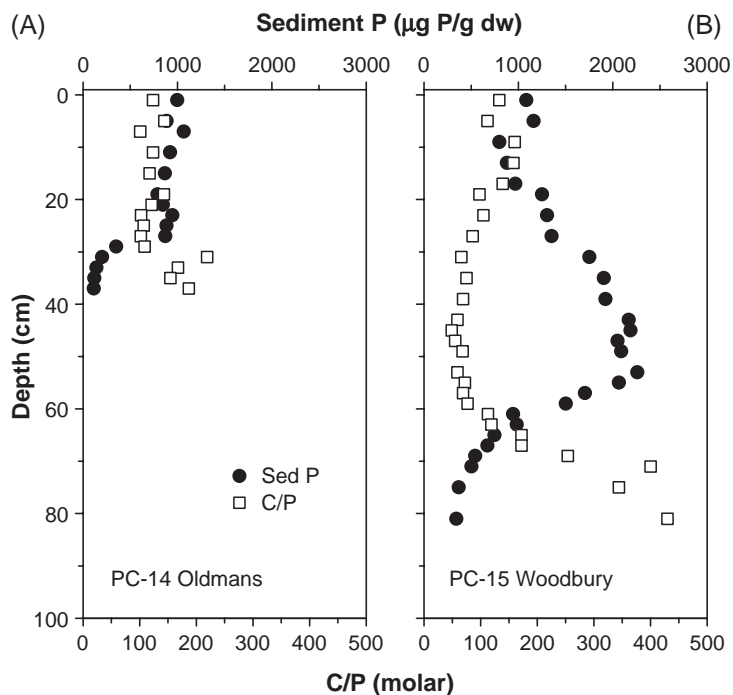 (A) Sediment P (μg P/g dw) (B)
0 1000 2000 3000 0 1000 2000 3000
0
20
40
60
80
100
Depth (cm)
Sed P
C/P
PC-14 Oldmans PC-15 Woodbury
0 100 200 300 400 500 0 100 200 300 400 500
C/P (molar)